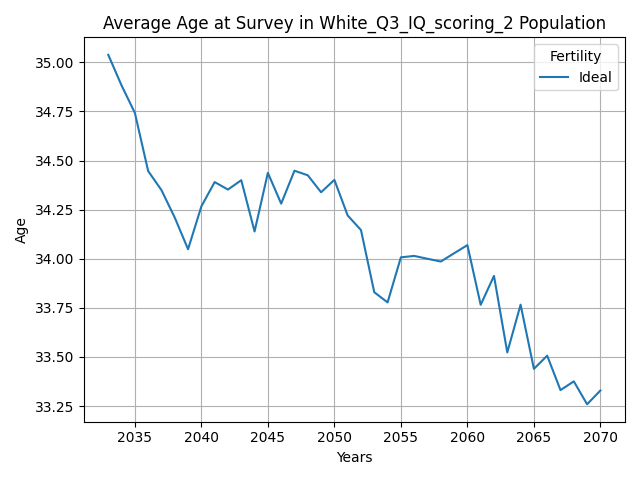 Average Age at Survey in White_Q3_IQ_scoring_2 Population
Fertility
Ideal
Age
35.00
34.75
34.50
34.25
34.00
33.75
33.50
33.25
2035 2040 2045 2050 2055 2060 2065 2070
Years